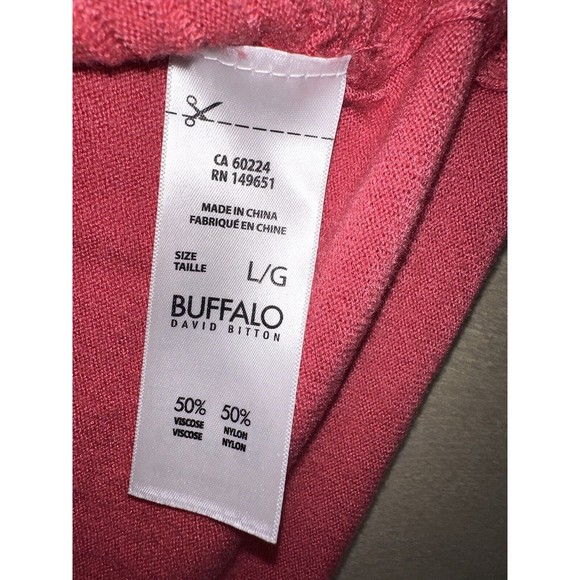 CA 60224
RN 149651
MADE IN CHINA
FABRIQUÉ EN CHINE
SIZE
TAILLE
L/G
BUFFALO
DAVID BITTON
50% 50%
VISCOSE NYLON
VISCOSE NYLON